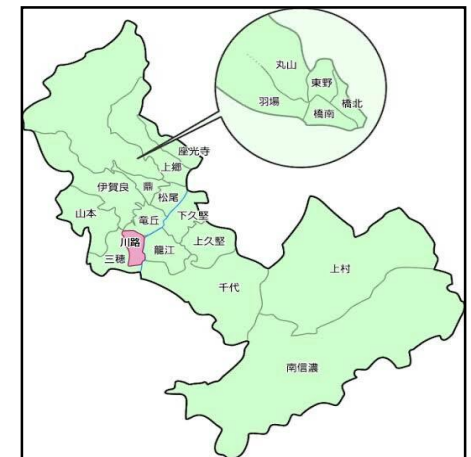 丸山
東野
橋北
羽場
橋南
座光寺
上郷
伊賀良
鼎
松尾
山本
竜丘
下久堅
川路
三穂
龍江
上久堅
千代
上村
南信濃